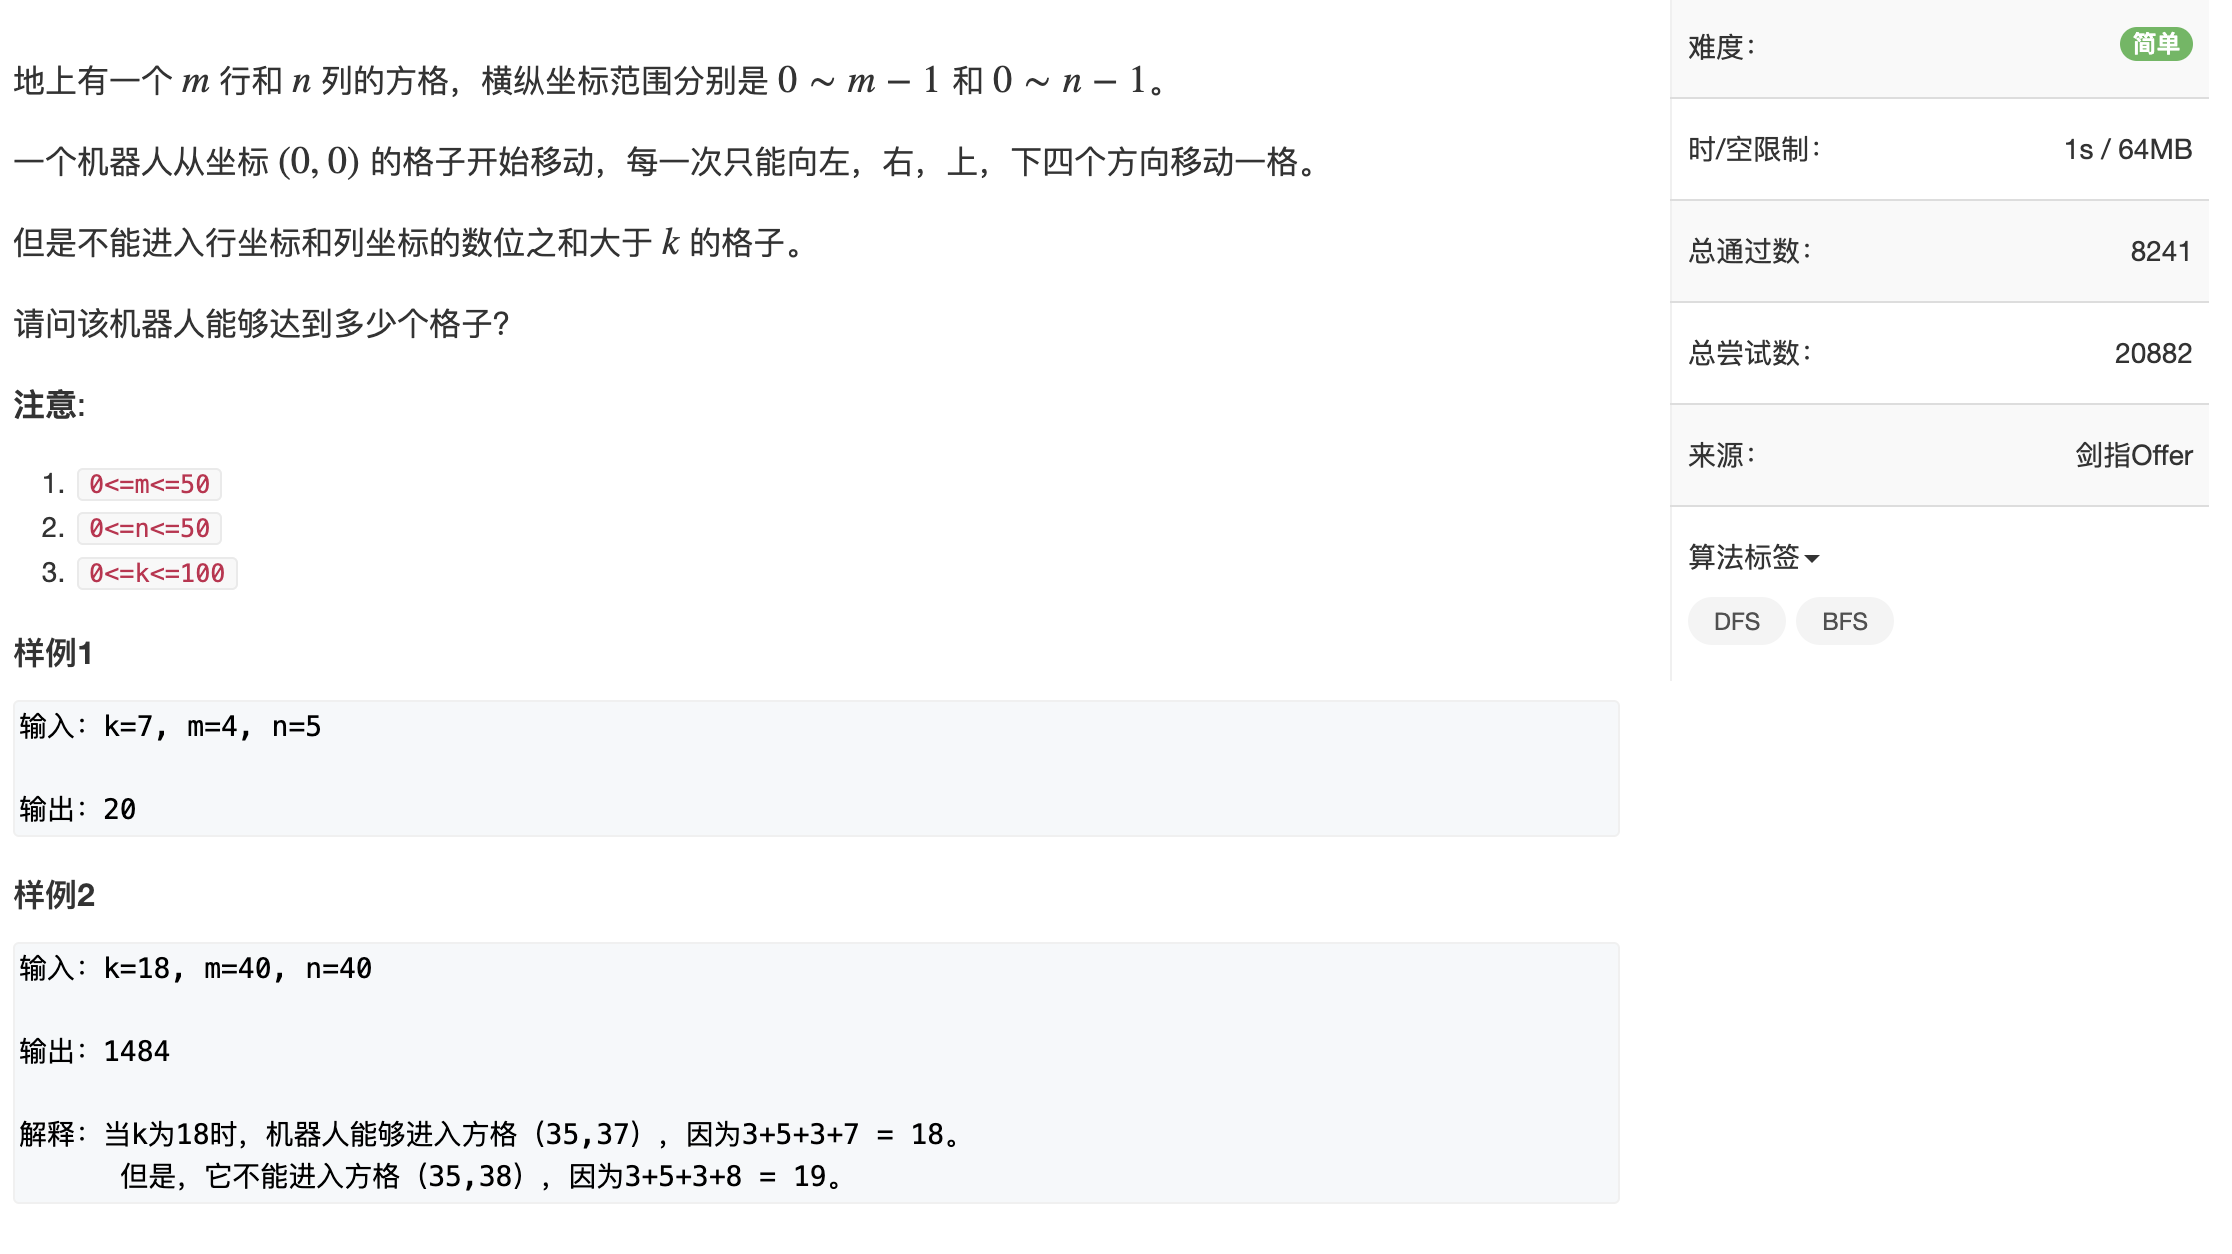 地上有一个 m 行和 n 列的方格，横纵坐标范围分别是 0 ∼ m − 1 和 0 ∼ n − 1。
一个机器人从坐标 (0, 0) 的格子开始移动，每一次只能向左，右，上，下四个方向移动一格。
但是不能进入行坐标和列坐标的数位之和大于 k 的格子。
请问该机器人能够达到多少个格子？
注意:
1. 0<=m<=50
2. 0<=n<=50
3. 0<=k<=100
样例1
输入：k=7, m=4, n=5
输出：20
样例2
输入：k=18, m=40, n=40
输出：1484
解释：当k为18时，机器人能够进入方格（35,37），因为3+5+3+7 = 18。
但是，它不能进入方格（35,38），因为3+5+3+8 = 19。
难度： 简单
时/空限制： 1s / 64MB
总通过数： 8241
总尝试数： 20882
来源： 剑指Offer
算法标签
DFS BFS